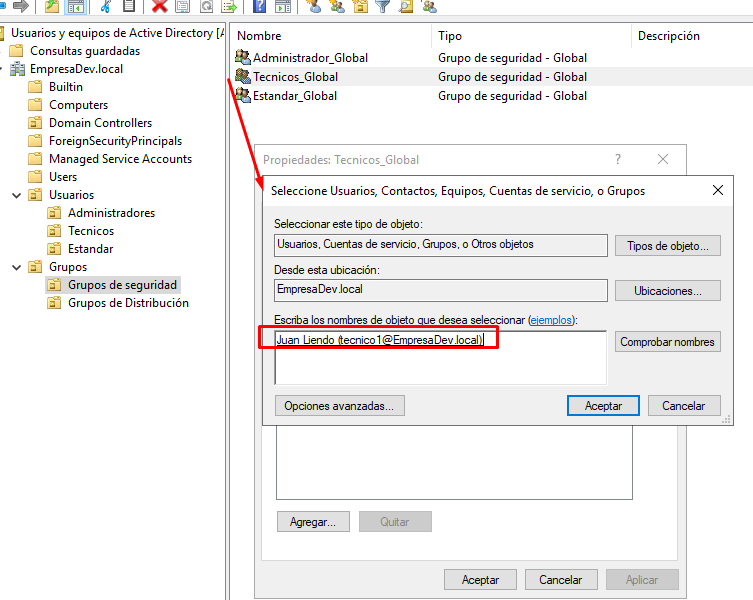 Usuarios y equipos de Active Directory [A
Consultas guardadas
EmpresaDev.local
Builtin
Computers
Domain Controllers
ForeignSecurityPrincipals
Managed Service Accounts
Users
Usuarios
Administradores
Tecnicos
Estandar
Grupos
Grupos de seguridad
Grupos de Distribución
Nombre Tipo Descripción
Administrador_Global Grupo de seguridad - Global
Tecnicos_Global Grupo de seguridad - Global
Estandar_Global Grupo de seguridad - Global
Propiedades: Tecnicos_Global ?
Seleccione Usuarios, Contactos, Equipos, Cuentas de servicio, o Grupos
Seleccionar este tipo de objeto:
Usuarios, Cuentas de servicio, Grupos, o Otros objetos Tipos de objeto...
Desde esta ubicación:
EmpresaDev.local Ubicaciones...
Escriba los nombres de objeto que desea seleccionar (ejemplos):
Juan Liendo (tecnico1@EmpresaDev.local) Comprobar nombres
Opciones avanzadas... Aceptar Cancelar
Agregar... Quitar
Aceptar Cancelar Aplicar